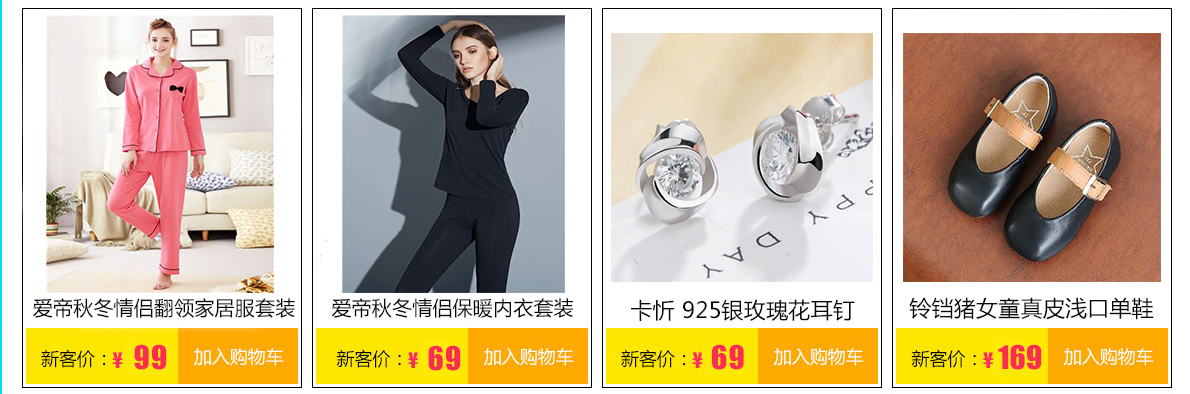 爱帝秋冬情侣翻领家居服套装
新客价：¥ 99 加入购物车
爱帝秋冬情侣保暖内衣套装
新客价：¥ 69 加入购物车
PPY
DAY
卡忻 925银玫瑰花耳钉
新客价：¥ 69 加入购物车
铃铛猪女童真皮浅口单鞋
新客价：¥ 169 加入购物车